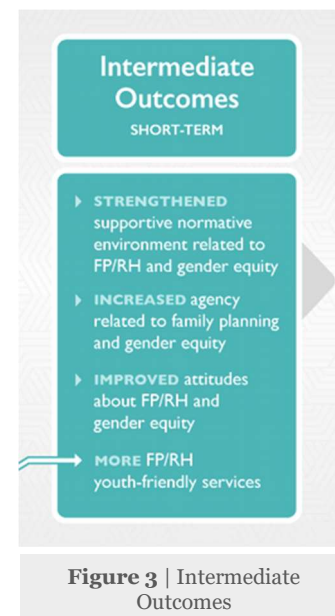 Intermediate
Outcomes
SHORT-TERM
STRENGTHENED
supportive normative
environment related to
FP/RH and gender equity
INCREASED agency
related to family planning
and gender equity
IMPROVED attitudes
about FP/RH and
gender equity
MORE FP/RH
youth-friendly services
Figure 3 | Intermediate
Outcomes